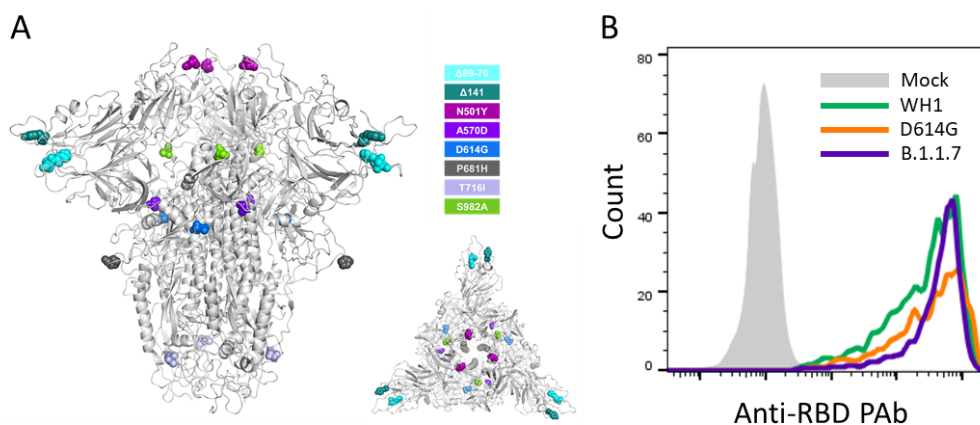 A
Δ69-70
Δ141
N501Y
A570D
D614G
P681H
T716I
S982A
B
80
60
40
20
0
Count
Mock
WH1
D614G
B.1.1.7
Anti-RBD PAb